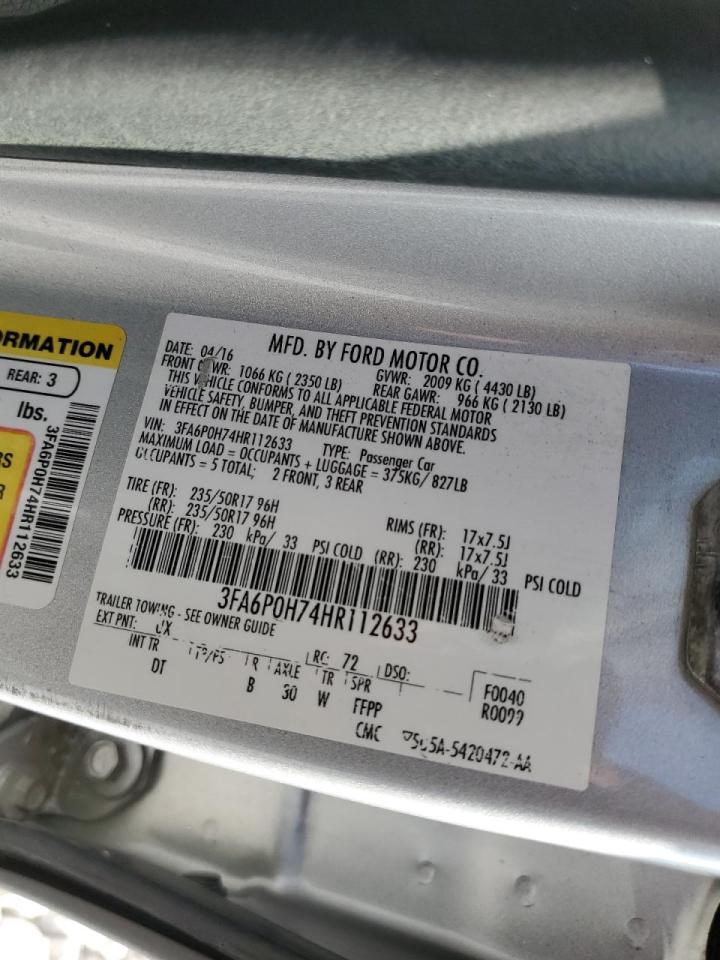 ORMATION
REAR: 3
lbs.
RS
R
3FA6P0H74HR112633
MFD. BY FORD MOTOR CO.
DATE: 04/16
GVWR: 2009 KG ( 4430 LB)
FRONT WR: 1066 KG ( 2350 LB)
REAR GAWR: 966 KG ( 2130 LB)
THIS VEHICLE CONFORMS TO ALL APPLICABLE FEDERAL MOTOR
VEHICLE SAFETY, BUMPER, AND THEFT PREVENTION STANDARDS
IN EFFECT ON THE DATE OF MANUFACTURE SHOWN ABOVE.
VIN: 3FA6P0H74HR112633
TYPE: Passenger Car
MAXIMUM LOAD = OCCUPANTS + LUGGAGE = 375KG/ 827LB
OCCUPANTS = 5 TOTAL; 2 FRONT, 3 REAR
TIRE (FR): 235/50R17 96H
RIMS (FR): 17x7.5J
(RR): 235/50R17 96H
(RR): 17x7.5J
PRESSURE (FR): 230 kPa/ 33 PSI COLD (RR): 230 kPa/ 33 PSI COLD
3FA6P0H74HR112633
TRAILER TOWING - SEE OWNER GUIDE
EXT PNT: RC: 72 DSO:
F0040
INT TR TP/PS R AXLE TR SPR
DT B 30 W FFPP
CMC